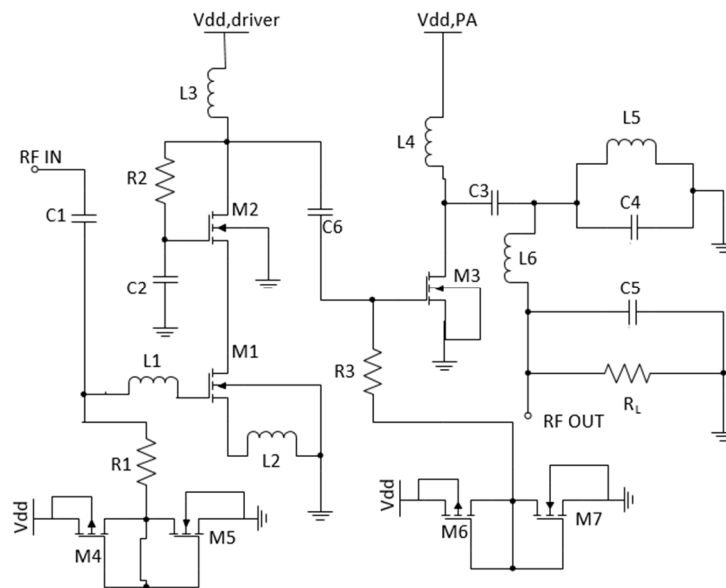 Vdd,driver
Vdd,PA
L3
L5
L4
RF IN
R2
C3
C4
C1
M2
C6
L6
M3
C2
C5
M1
L1
R3
R_L
RF OUT
L2
R1
Vdd
M4
M5
Vdd
M6
M7